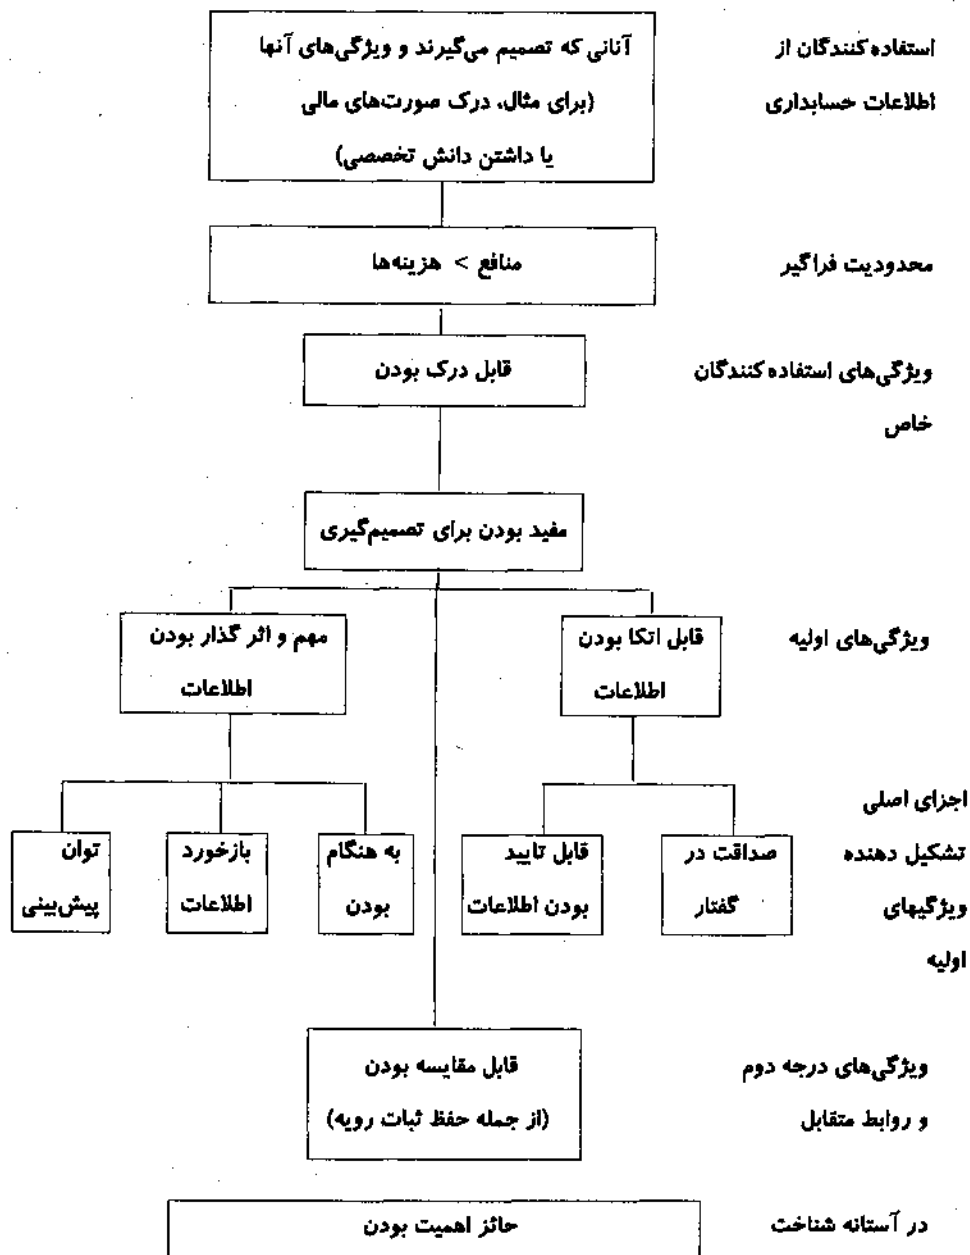 استفاده‌کنندگان از
اطلاعات حسابداری
آنانی که تصمیم می‌گیرند و ویژگی‌های آنها
(برای مثال، درک صورت‌های مالی
یا داشتن دانش تخصصی)
محدودیت فراگیر
منافع > هزینه‌ها
ویژگی‌های استفاده‌کنندگان
خاص
قابل درک بودن
مفید بودن برای تصمیم‌گیری
ویژگی‌های اولیه
قابل اتکا بودن
اطلاعات
مهم و اثر گذار بودن
اطلاعات
اجزای اصلی
تشکیل دهنده
ویژگیهای
اولیه
صداقت در
گفتار
قابل تایید
بودن اطلاعات
به هنگام
بودن
بازخورد
اطلاعات
توان
پیش‌بینی
ویژگی‌های درجه دوم
و روابط متقابل
قابل مقایسه بودن
(از جمله حفظ ثبات رویه)
در آستانه شناخت
حائز اهمیت بودن